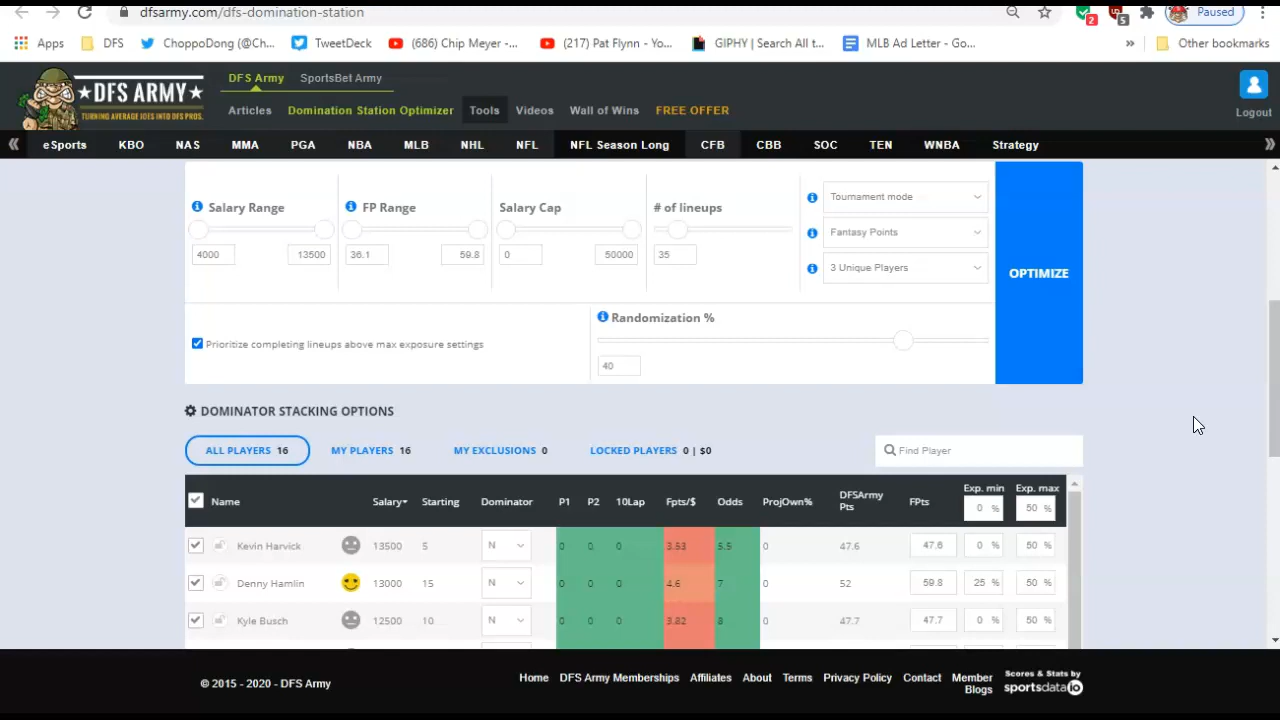 dfsarmy.com/dfs-domination-station
2
5
Paused
Apps
DFS
ChoppoDong (@Ch...
TweetDeck
(686) Chip Meyer -...
(217) Pat Flynn - Yo...
GIPHY | Search All t...
MLB Ad Letter - Go...
»
Other bookmarks
★DFS ARMY★
TURNING AVERAGE JOES INTO DFS PROS.
DFS Army
SportsBet Army
Articles
Domination Station Optimizer
Tools
Videos
Wall of Wins
FREE OFFER
Logout
eSports
KBO
NAS
MMA
PGA
NBA
MLB
NHL
NFL
NFL Season Long
CFB
CBB
SOC
TEN
WNBA
Strategy
Salary Range
4000
13500
FP Range
36.1
59.8
Salary Cap
0
50000
# of lineups
35
Tournament mode
Fantasy Points
3 Unique Players
OPTIMIZE
Prioritize completing lineups above max exposure settings
Randomization %
40
DOMINATOR STACKING OPTIONS
ALL PLAYERS 16
MY PLAYERS 16
MY EXCLUSIONS 0
LOCKED PLAYERS 0 | $0
Find Player
Name Salary Starting Dominator P1 P2 10Lap Fpts/$ Odds ProjOwn% DFSArmy Pts FPts Exp. min 0 % Exp. max 50 %
Kevin Harvick 13500 5 N 0 0 0 3.53 5.5 0 47.6 47.6 0 % 50 %
Denny Hamlin 13000 15 N 0 0 0 4.6 7 0 52 59.8 25 % 50 %
Kyle Busch 12500 10 N 0 0 0 3.82 8 0 47.7 47.7 0 % 50 %
© 2015 - 2020 - DFS Army
Home
DFS Army Memberships
Affiliates
About
Terms
Privacy Policy
Contact
Member Blogs
Scores & Stats by
sportsdataio